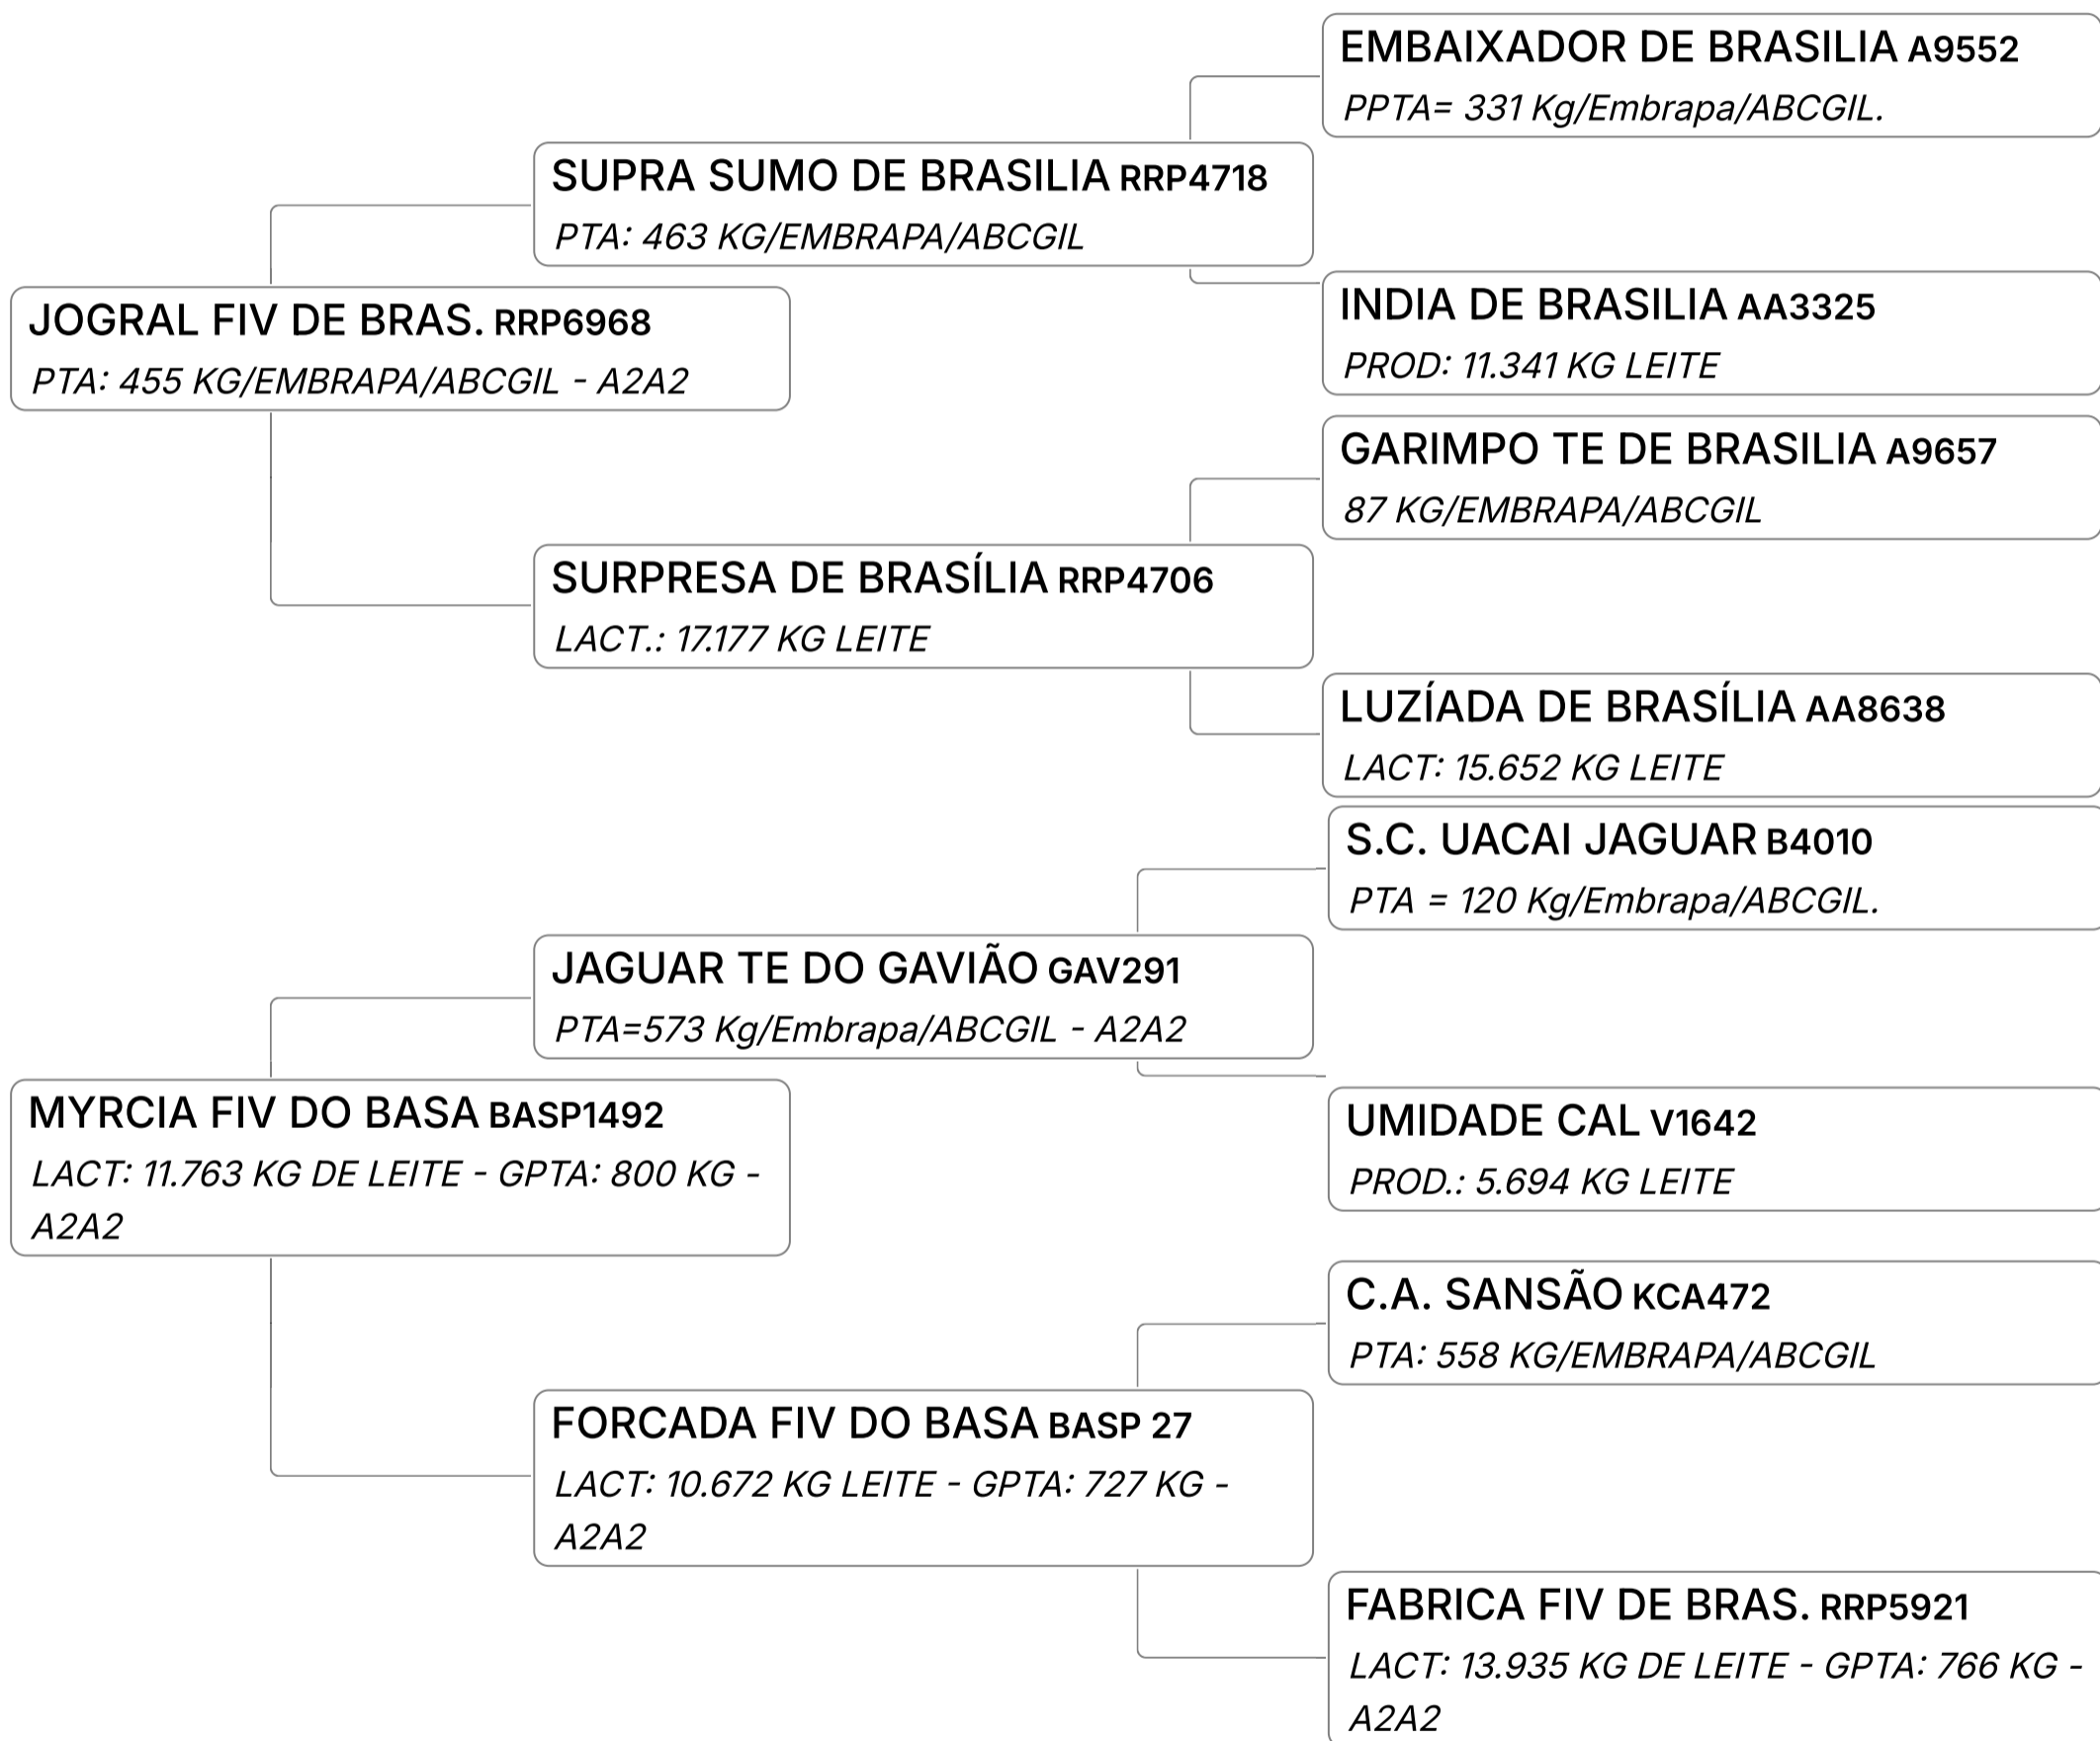 EMBAIXADOR DE BRASILIA A9552
PPTA= 331 Kg/Embrapa/ABCGIL.
SUPRA SUMO DE BRASILIA RRP4718
PTA: 463 KG/EMBRAPA/ABCGIL
INDIA DE BRASILIA AA3325
PROD: 11.341 KG LEITE
JOGRAL FIV DE BRAS. RRP6968
PTA: 455 KG/EMBRAPA/ABCGIL - A2A2
GARIMPO TE DE BRASILIA A9657
87 KG/EMBRAPA/ABCGIL
SURPRESA DE BRASÍLIA RRP4706
LACT.: 17.177 KG LEITE
LUZÍADA DE BRASÍLIA AA8638
LACT: 15.652 KG LEITE
S.C. UACAI JAGUAR B4010
PTA = 120 Kg/Embrapa/ABCGIL.
JAGUAR TE DO GAVIÃO GAV291
PTA=573 Kg/Embrapa/ABCGIL - A2A2
UMIDADE CAL V1642
PROD.: 5.694 KG LEITE
MYRCIA FIV DO BASA BASP1492
LACT: 11.763 KG DE LEITE - GPTA: 800 KG -
A2A2
C.A. SANSÃO KCA472
PTA: 558 KG/EMBRAPA/ABCGIL
FORCADA FIV DO BASA BASP 27
LACT: 10.672 KG LEITE - GPTA: 727 KG -
A2A2
FABRICA FIV DE BRAS. RRP5921
LACT: 13.935 KG DE LEITE - GPTA: 766 KG -
A2A2